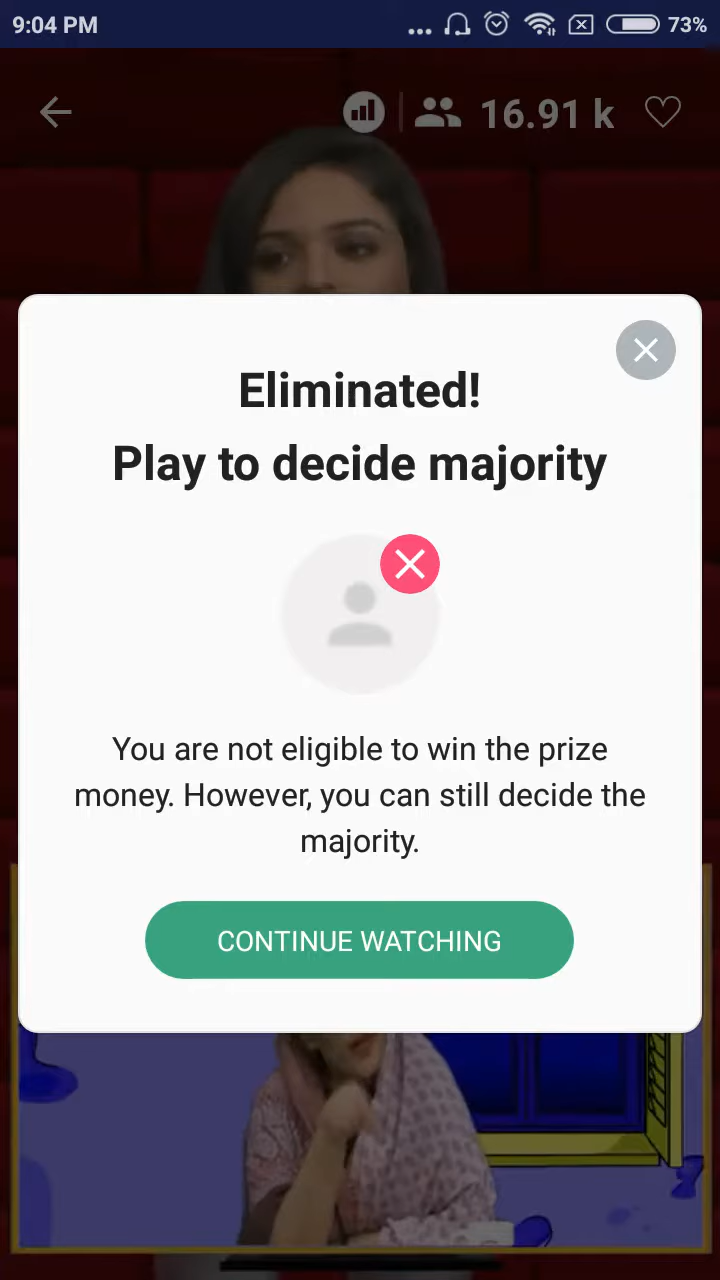 9:04 PM ... 73%
16.91 k
Eliminated!
Play to decide majority
You are not eligible to win the prize
money. However, you can still decide the
majority.
CONTINUE WATCHING